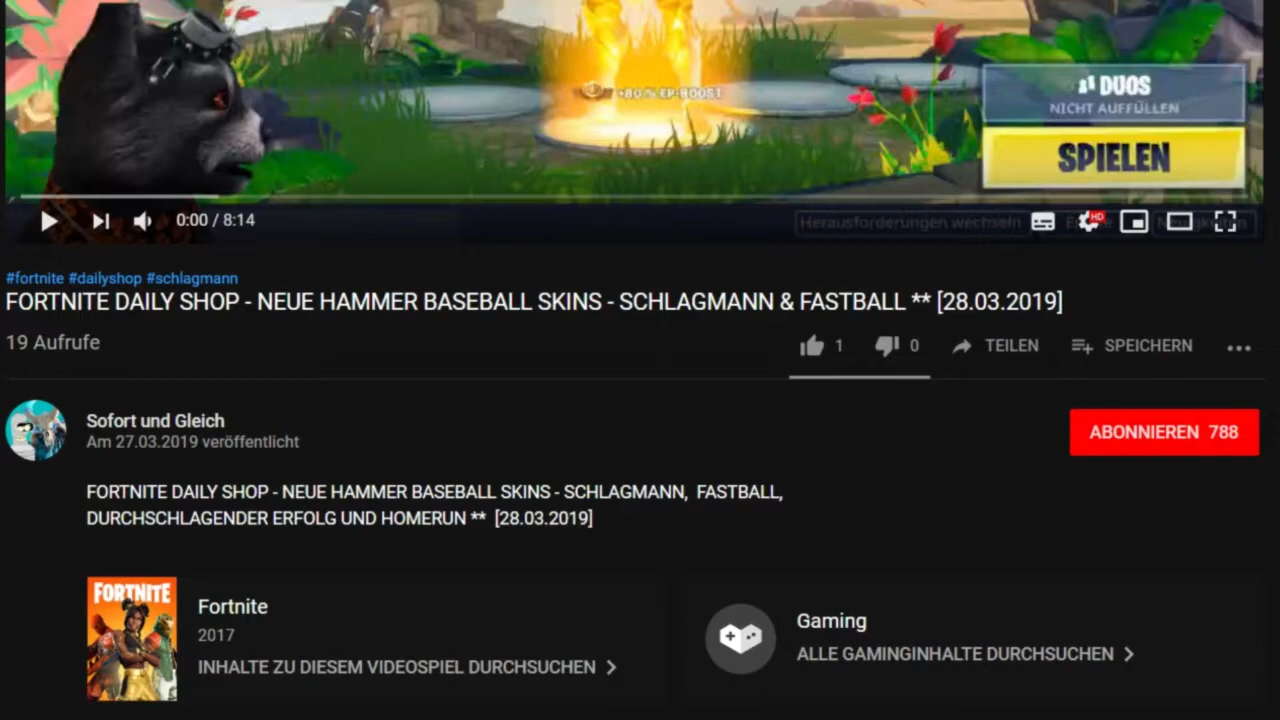 +80 % EP-BOOST
DUOS
NICHT AUFFÜLLEN
SPIELEN
0:00 / 8:14
Herausforderungen wechseln
HD
#fortnite #dailyshop #schlagmann
FORTNITE DAILY SHOP - NEUE HAMMER BASEBALL SKINS - SCHLAGMANN & FASTBALL ** [28.03.2019]
19 Aufrufe
1
0
TEILEN
SPEICHERN
Sofort und Gleich
Am 27.03.2019 veröffentlicht
ABONNIEREN 788
FORTNITE DAILY SHOP - NEUE HAMMER BASEBALL SKINS - SCHLAGMANN, FASTBALL,
DURCHSCHLAGENDER ERFOLG UND HOMERUN ** [28.03.2019]
FORTNITE
Fortnite
2017
INHALTE ZU DIESEM VIDEOSPIEL DURCHSUCHEN
Gaming
ALLE GAMINGINHALTE DURCHSUCHEN